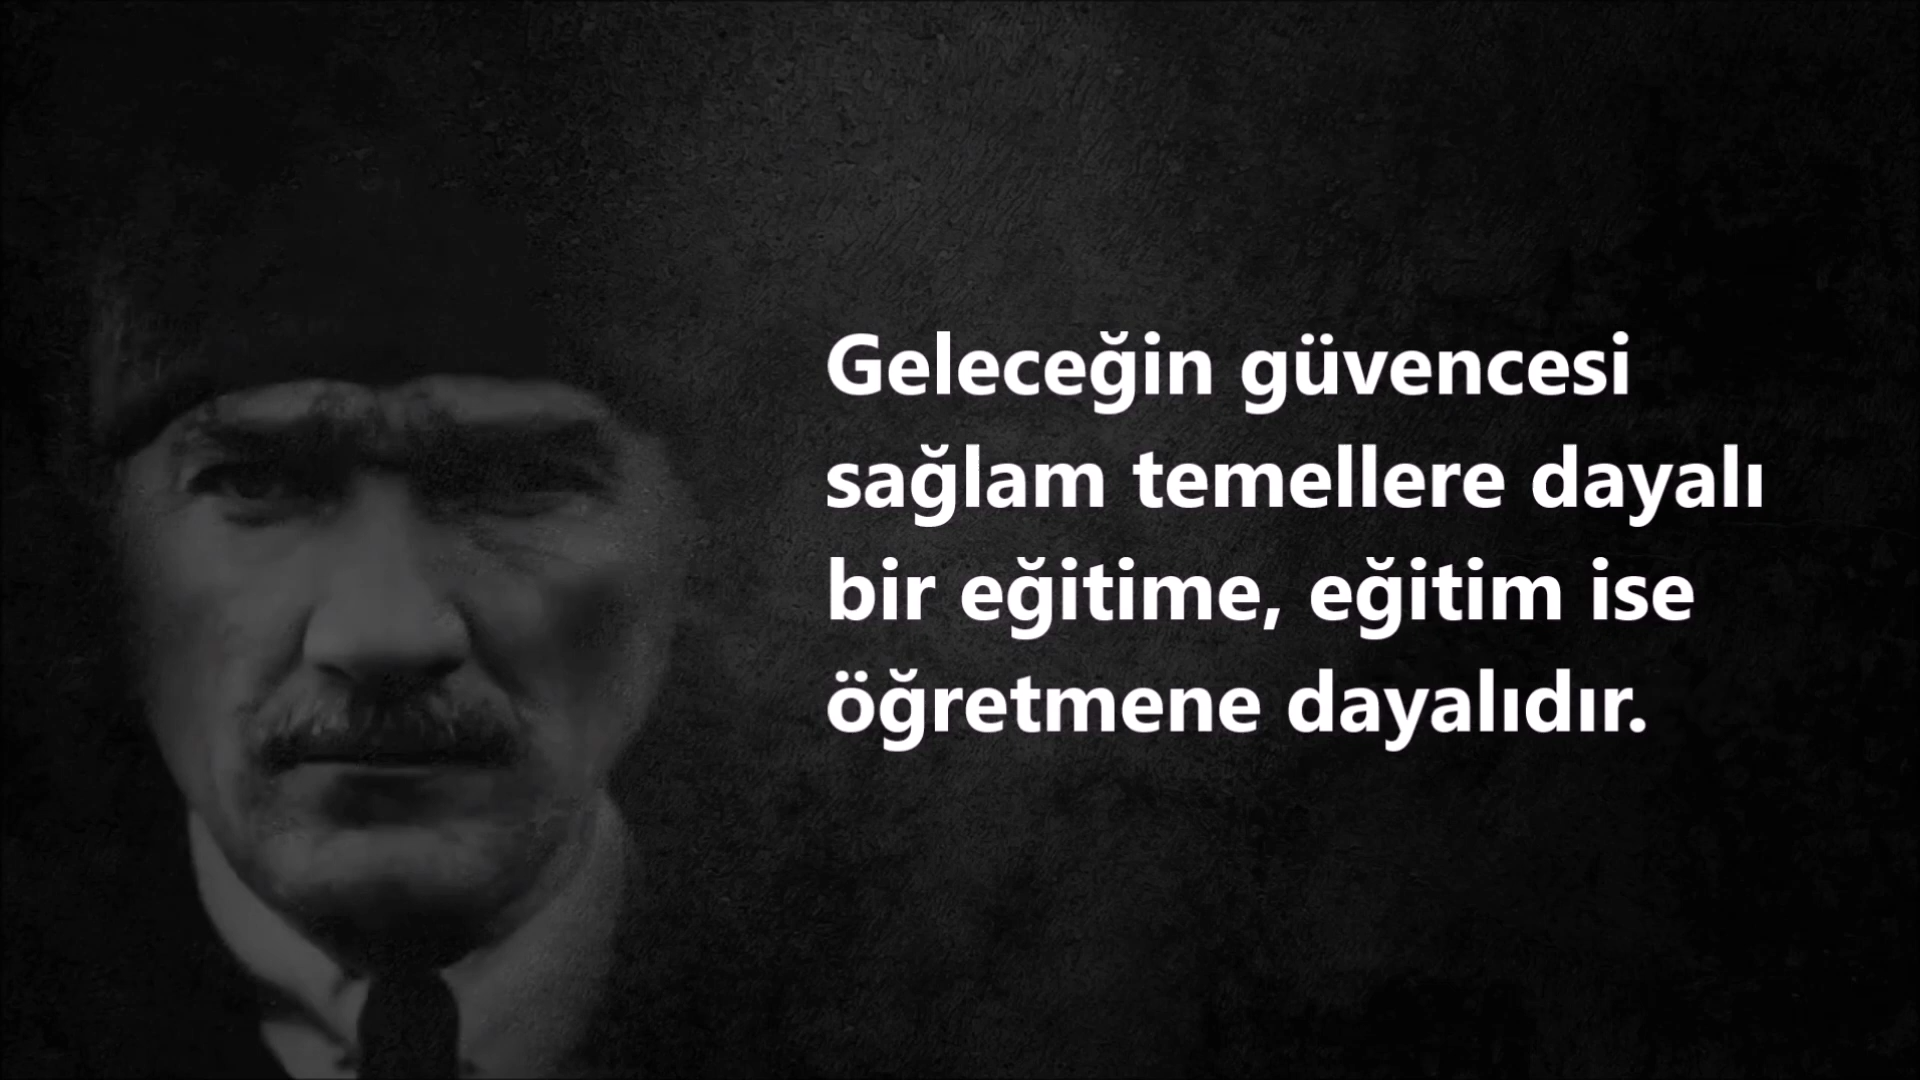 Geleceğin güvencesi
sağlam temellere dayalı
bir eğitime, eğitim ise
öğretmene dayalıdır.